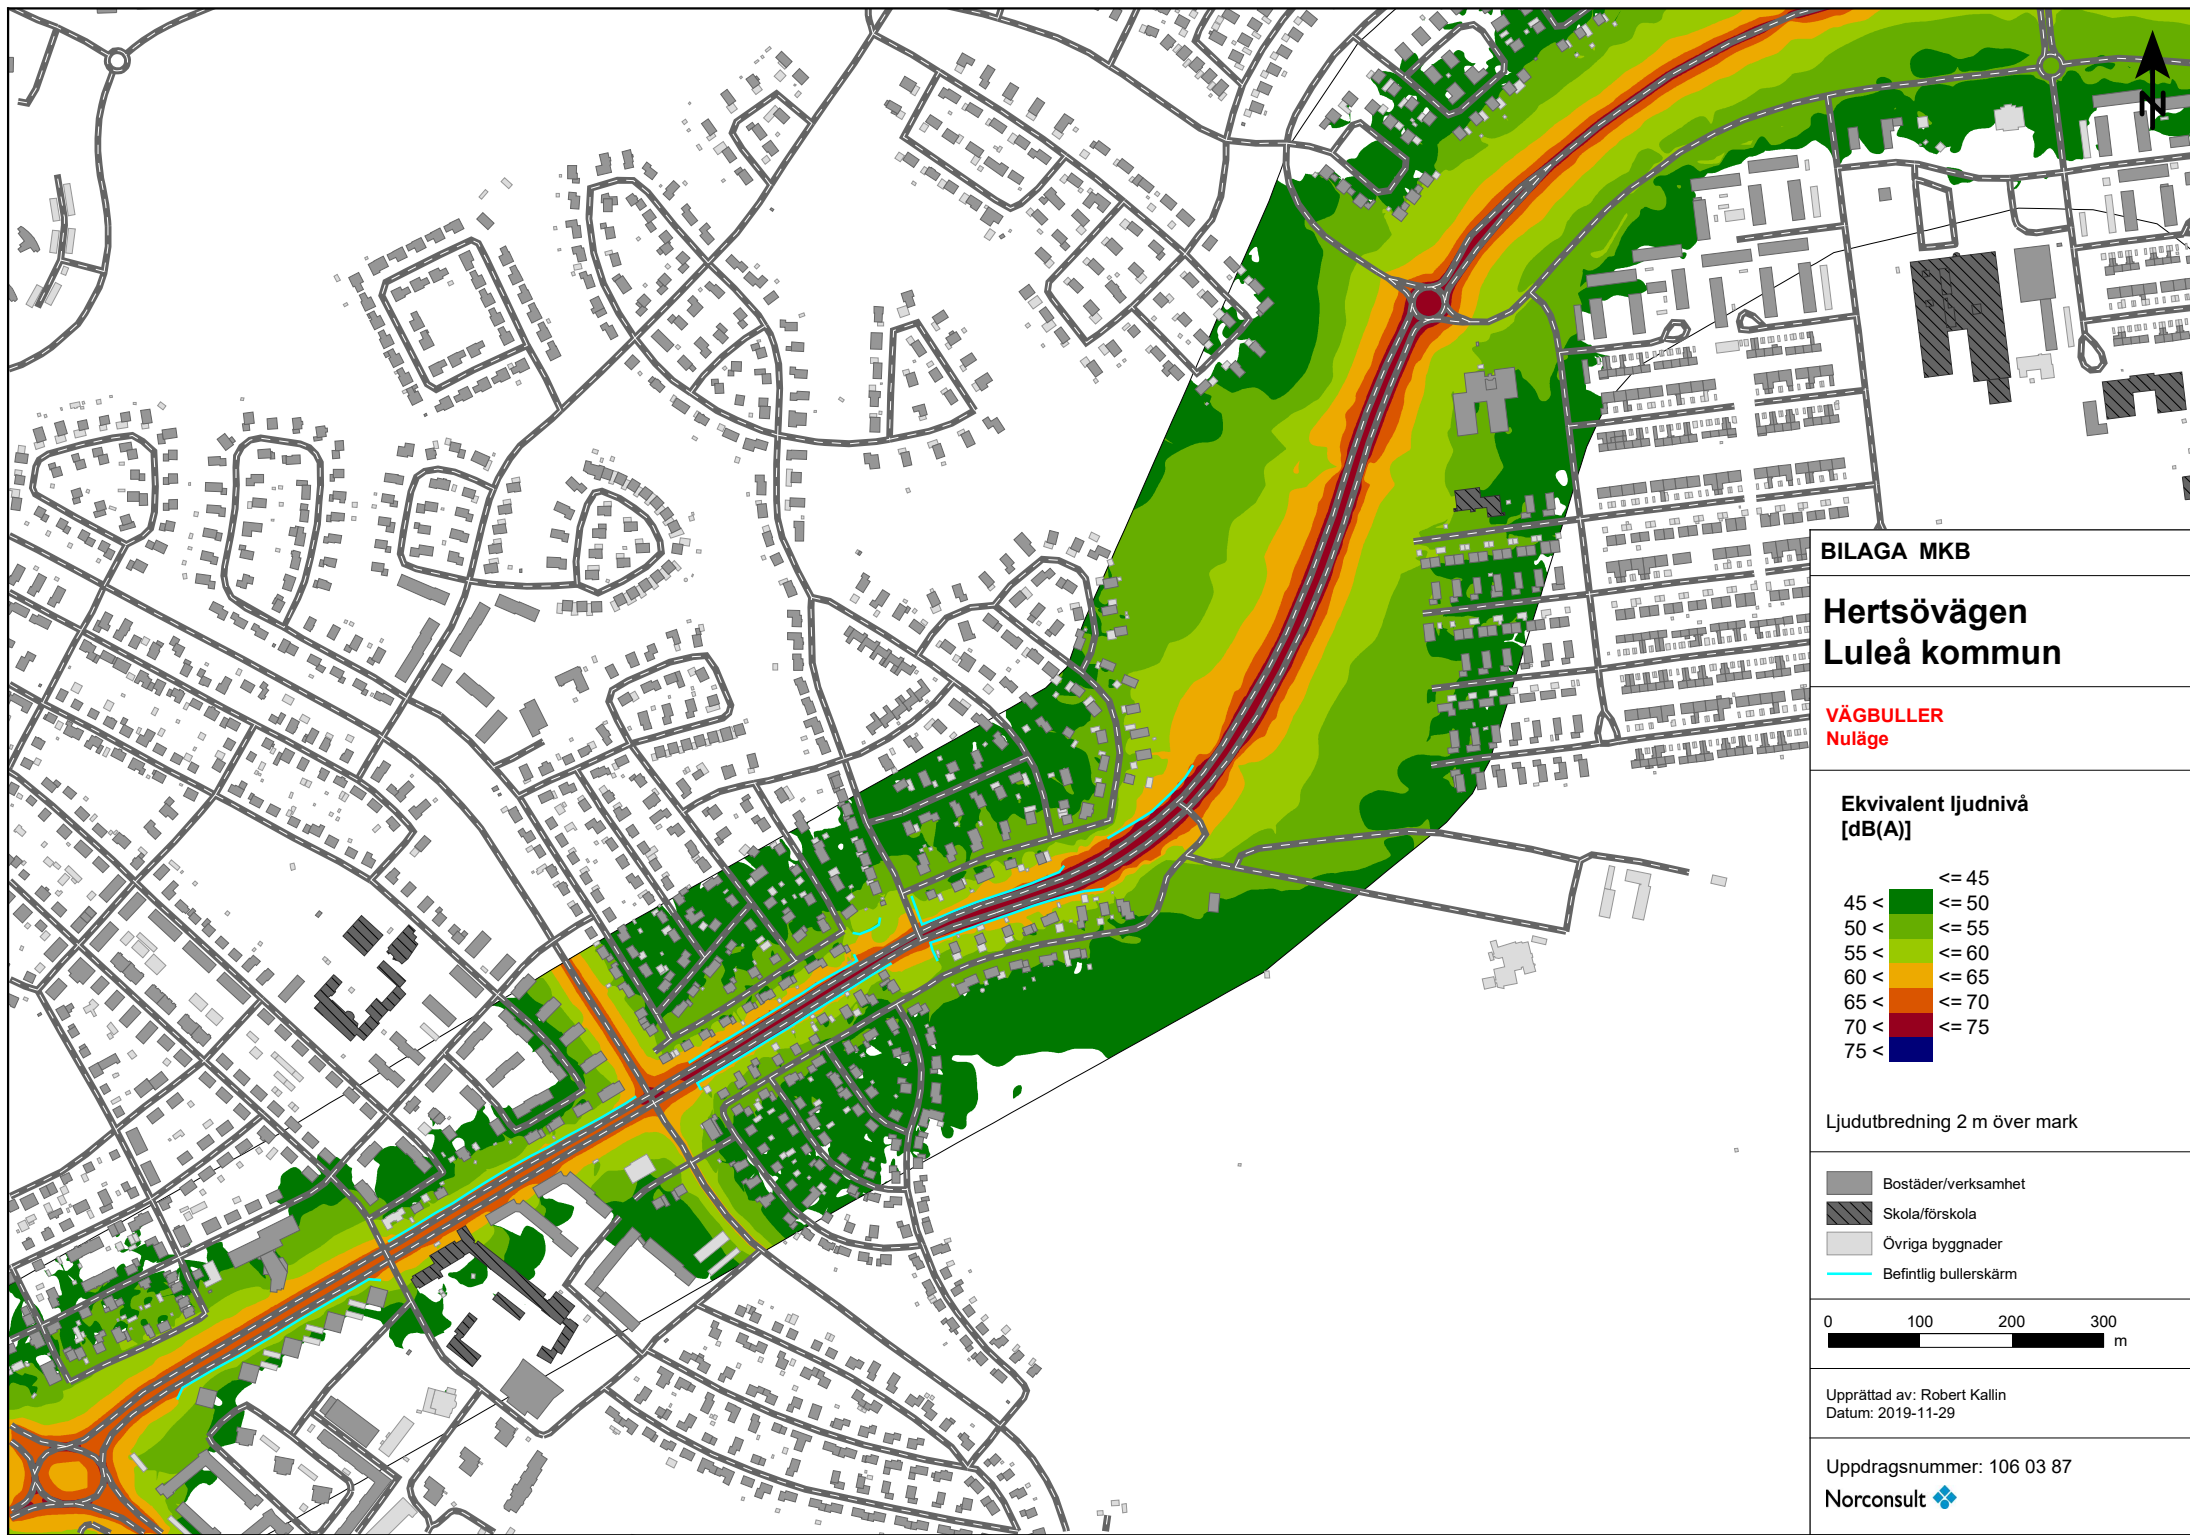 N
BILAGA MKB
Hertsövägen
Luleå kommun
VÄGBULLER
Nuläge
Ekvivalent ljudnivå
[dB(A)]
<= 45
45 < <= 50
50 < <= 55
55 < <= 60
60 < <= 65
65 < <= 70
70 < <= 75
75 <
Ljudutbredning 2 m över mark
Bostäder/verksamhet
Skola/förskola
Övriga byggnader
Befintlig bullerskärm
0 100 200 300
m
Upprättad av: Robert Kallin
Datum: 2019-11-29
Uppdragsnummer: 106 03 87
Norconsult